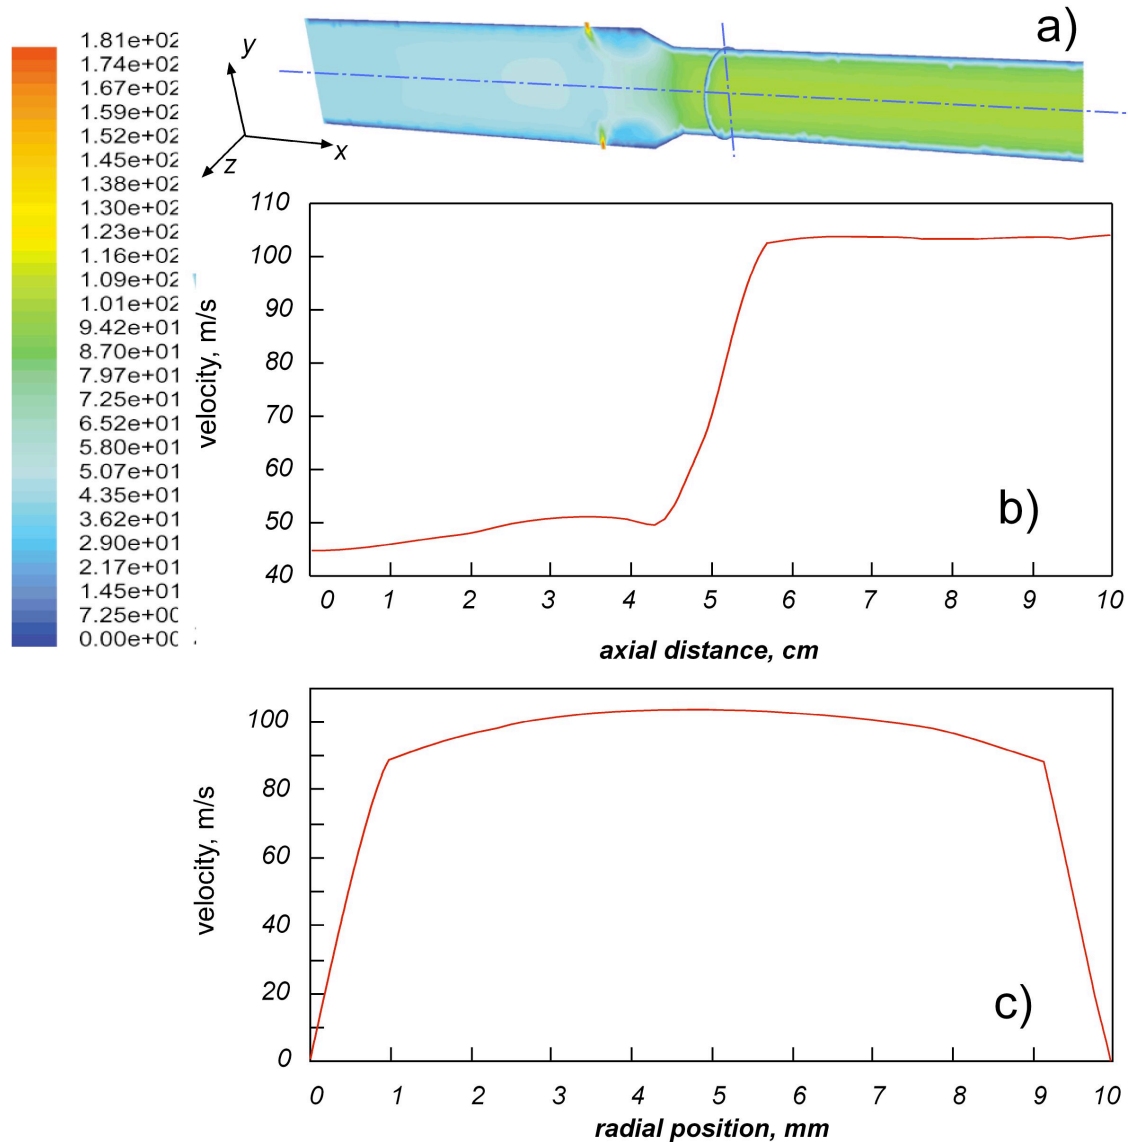 a)
1.81e+02
1.74e+02
1.67e+02
1.59e+02
1.52e+02
1.45e+02
1.38e+02
1.30e+02
1.23e+02
1.16e+02
1.09e+02
1.01e+02
9.42e+01
8.70e+01
7.97e+01
7.25e+01
6.52e+01
5.80e+01
5.07e+01
4.35e+01
3.62e+01
2.90e+01
2.17e+01
1.45e+01
7.25e+00
0.00e+00
y
x
z
110
100
90
80
70
60
50
40
velocity, m/s
b)
0 1 2 3 4 5 6 7 8 9 10
axial distance, cm
100
80
60
40
20
0
velocity, m/s
c)
0 1 2 3 4 5 6 7 8 9 10
radial position, mm